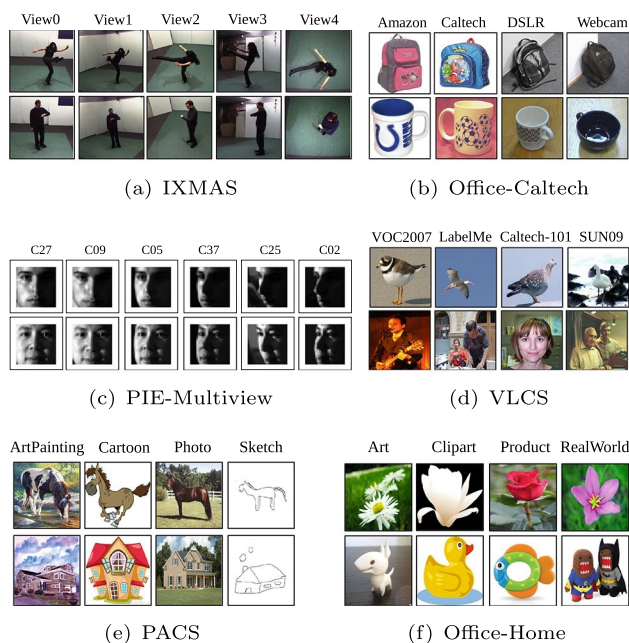 View0 View1 View2 View3 View4
(a) IXMAS
Amazon Caltech DSLR Webcam
(b) Office-Caltech
C27 C09 C05 C37 C25 C02
(c) PIE-Multiview
VOC2007 LabelMe Caltech-101 SUN09
(d) VLCS
ArtPainting Cartoon Photo Sketch
(e) PACS
Art Clipart Product RealWorld
(f) Office-Home